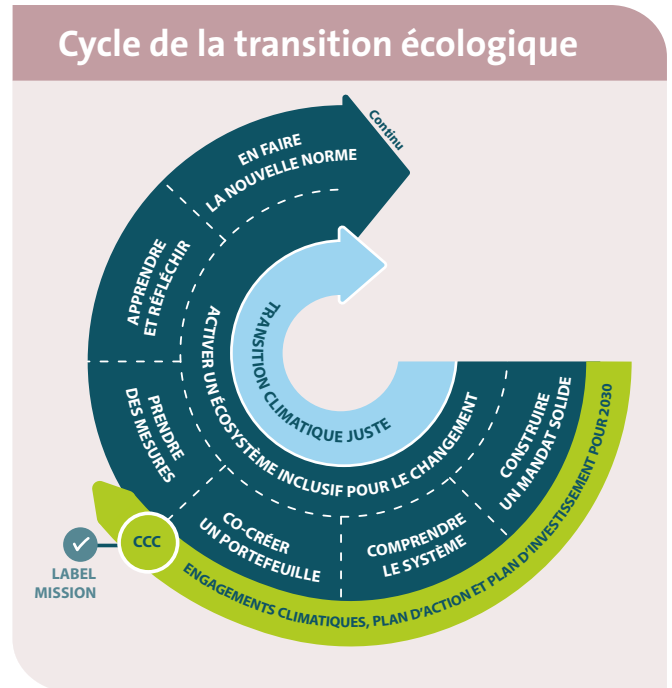 Cycle de la transition écologique
Continu
EN FAIRE
LA NOUVELLE NORME
APPRENDRE
ET RÉFLÉCHIR
PRENDRE
DES MESURES
CO-CRÉER
UN PORTEFEUILLE
COMPRENDRE
LE SYSTÈME
CONSTRUIRE
UN MANDAT SOLIDE
ACTIVER UN ÉCOSYSTÈME INCLUSIF POUR LE CHANGEMENT
TRANSITION CLIMATIQUE JUSTE
ENGAGEMENTS CLIMATIQUES, PLAN D'ACTION ET PLAN D'INVESTISSEMENT POUR 2030
CCC
LABEL
MISSION